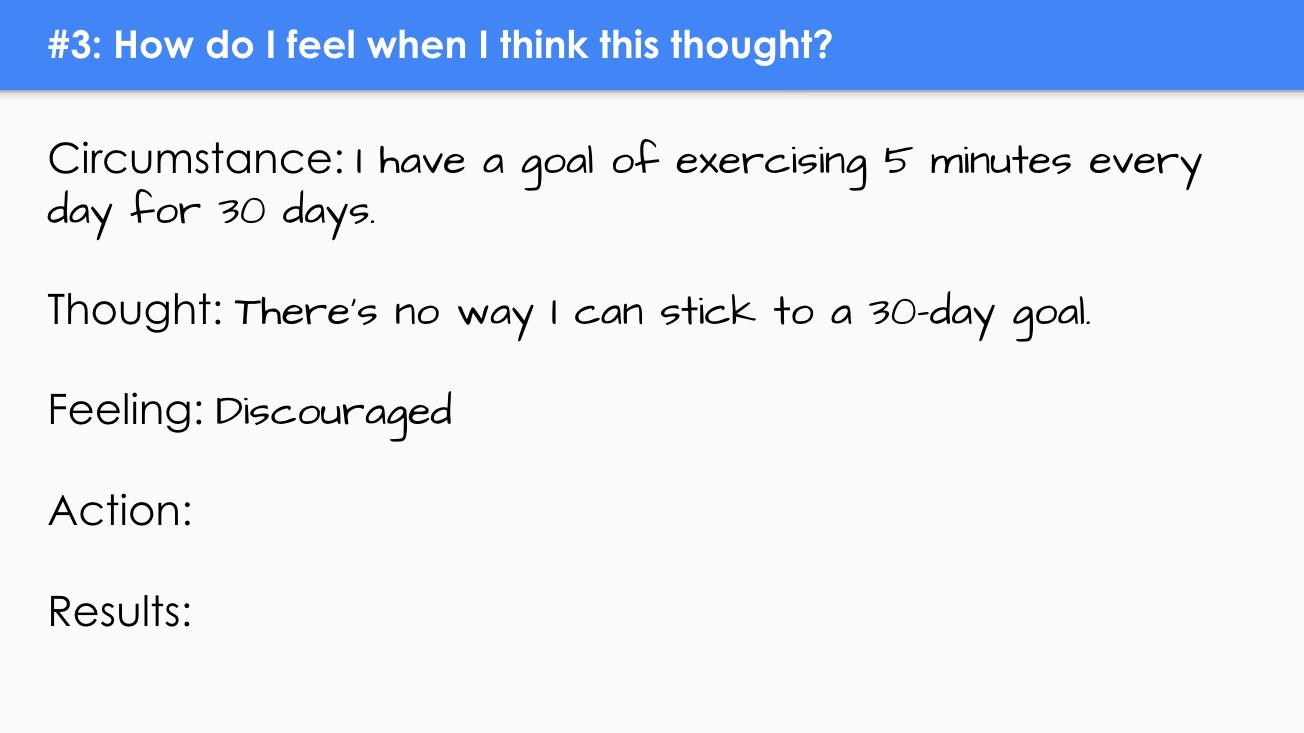 #3: How do I feel when I think this thought?
Circumstance: I have a goal of exercising 5 minutes every
day for 30 days.
Thought: There's no way I can stick to a 30-day goal.
Feeling: Discouraged
Action:
Results: